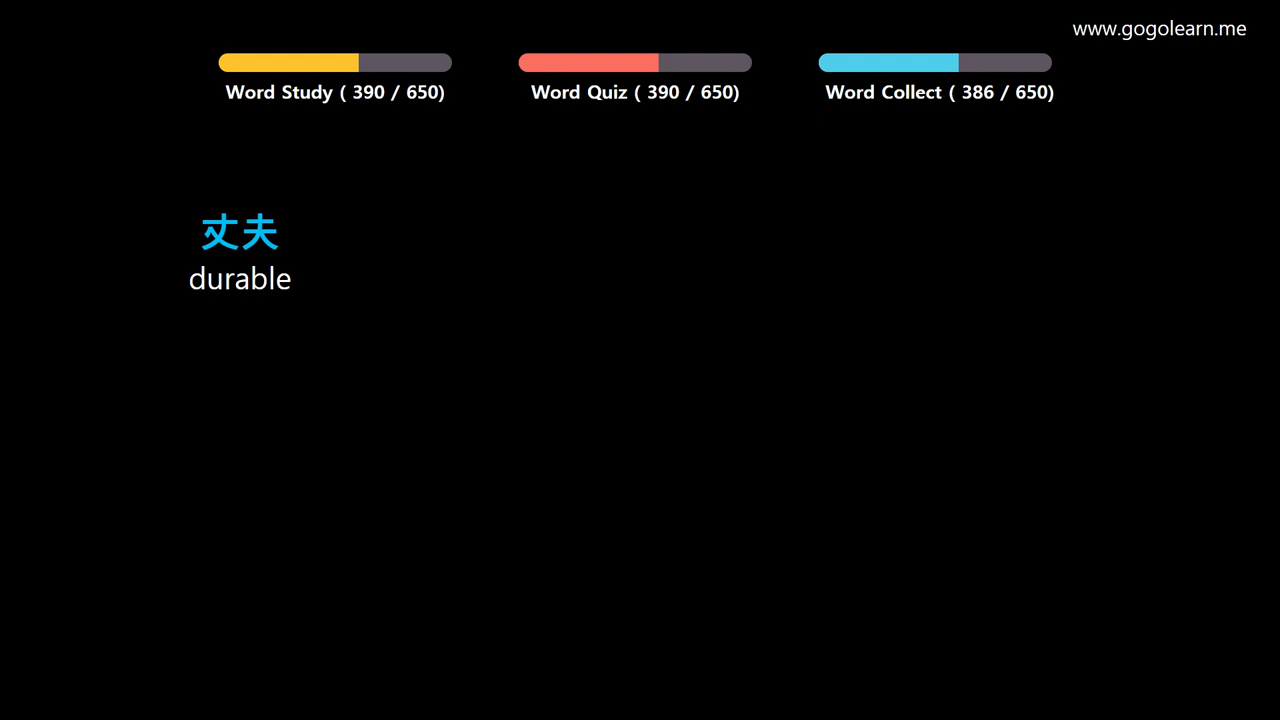 www.gogolearn.me
Word Study ( 390 / 650)
Word Quiz ( 390 / 650)
Word Collect ( 386 / 650)
丈夫
durable